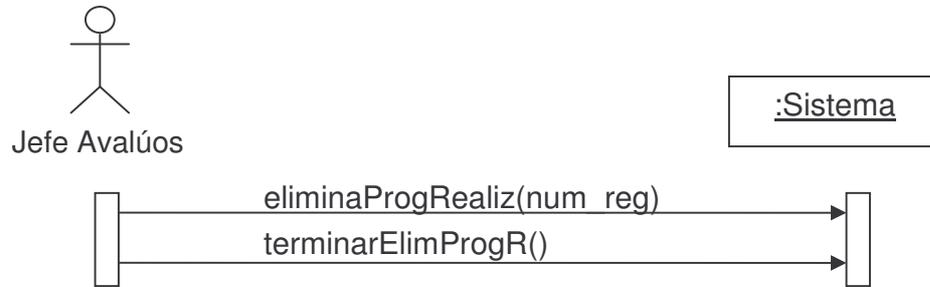 Jefe Avalúos
:Sistema
eliminaProgRealiz(num_reg)
terminarElimProgR()